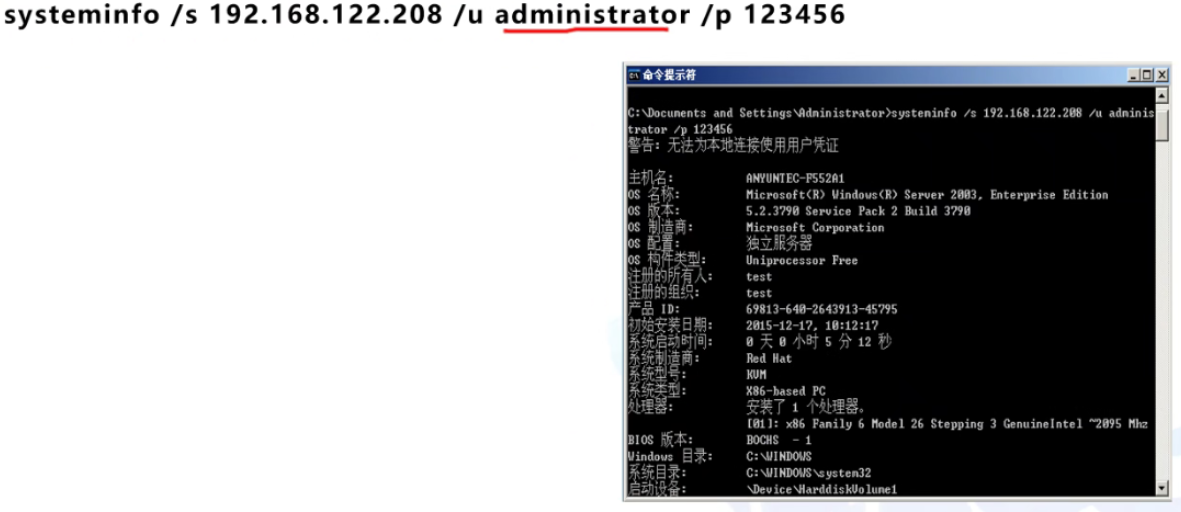 systeminfo /s 192.168.122.208 /u administrator /p 123456
命令提示符
C:\Documents and Settings\Administrator>systeminfo /s 192.168.122.208 /u adminis
trator /p 123456
警告: 无法为本地连接使用用户凭证
主机名: ANYUNTEC-F552A1
OS 名称: Microsoft(R) Windows(R) Server 2003, Enterprise Edition
OS 版本: 5.2.3790 Service Pack 2 Build 3790
OS 制造商: Microsoft Corporation
OS 配置: 独立服务器
OS 构件类型: Uniprocessor Free
注册的所有人: test
注册的组织: test
产品 ID: 69813-640-2643913-45795
初始安装日期: 2015-12-17, 10:12:17
系统启动时间: 0 天 0 小时 5 分 12 秒
系统制造商: Red Hat
系统型号: KVM
系统类型: X86-based PC
处理器: 安装了 1 个处理器。
[01]: x86 Family 6 Model 26 Stepping 3 GenuineIntel ~2095 Mhz
BIOS 版本: BOCHS - 1
Windows 目录: C:\WINDOWS
系统目录: C:\WINDOWS\system32
启动设备: \Device\HarddiskVolume1